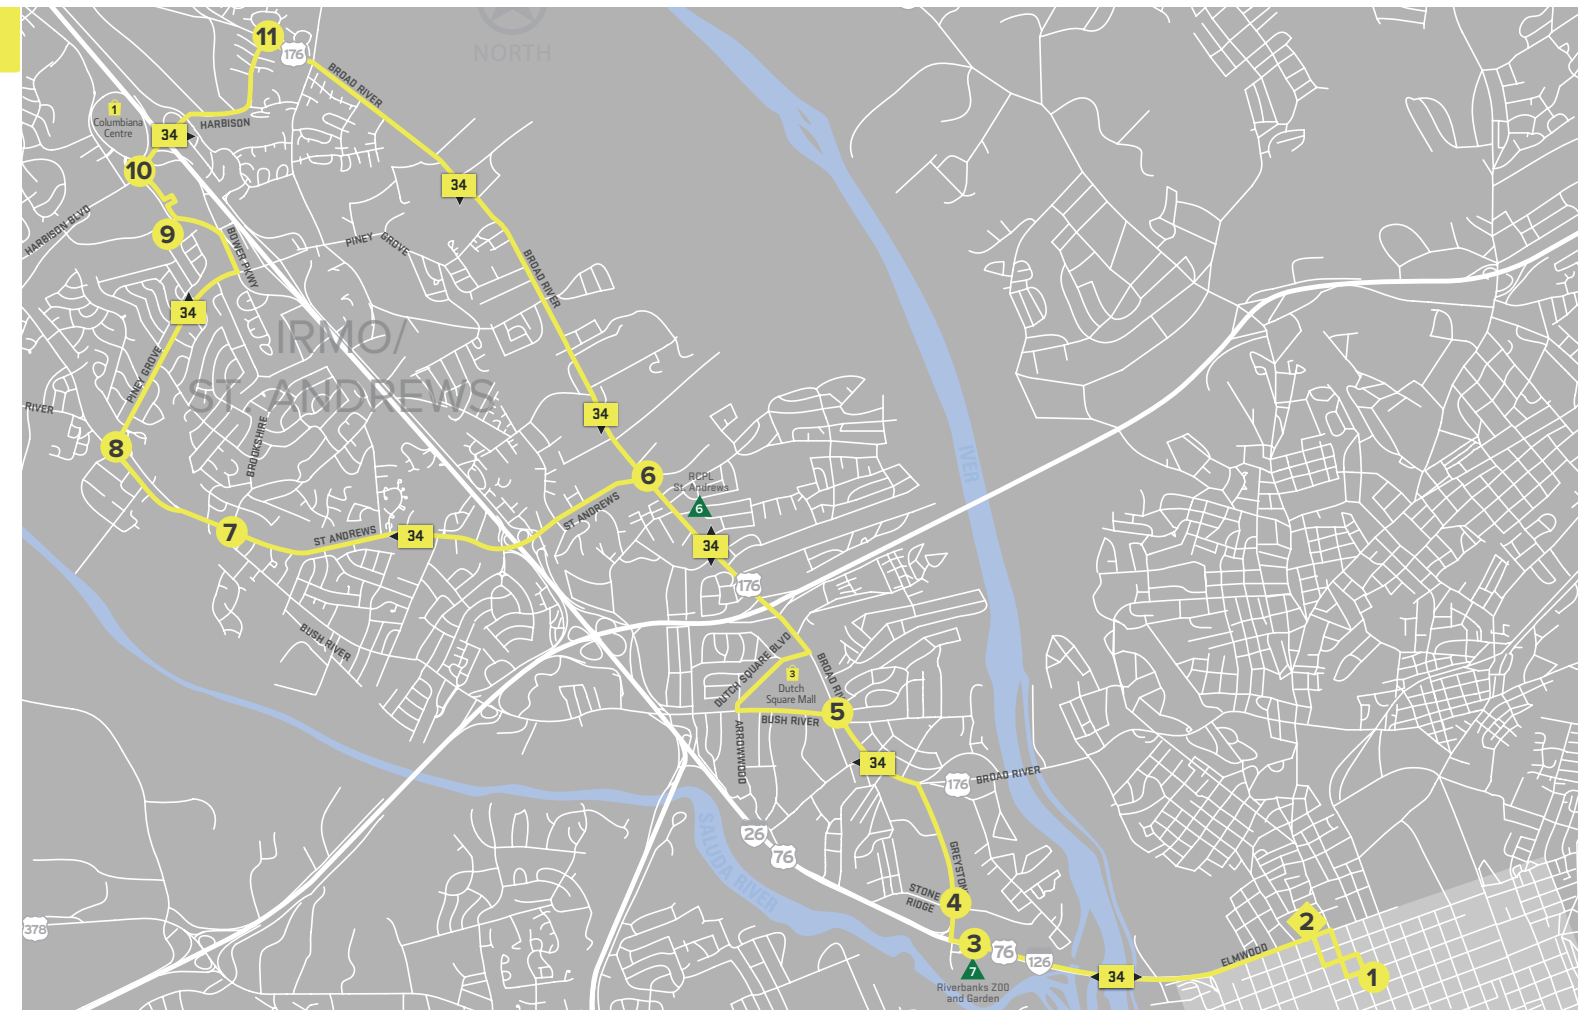 11
176
NORTH
BROAD RIVER
1
Columbiana
Centre
34
HARBISON
10
34
9
HARBISON BLVD
BOWER PKWY
PINEY GROVE
BROAD RIVER
34
IRMO/
ST. ANDREWS
PINEY GROVE
RIVER
BROOKSHIRE
34
8
6
RCPL
St. Andrews
6
IVER
ST ANDREWS
7
ST ANDREWS
34
34
176
BUSH RIVER
DUTCH SQUARE BLVD
3
Dutch
Square Mall
BROAD RIV
5
BUSH RIVER
ARROWWOOD
34
176
BROAD RIVER
SALUDA RIVER
26
76
GREYSTON
STONE
RIDGE
4
378
3
76
126
7
Riverbanks ZOO
and Garden
34
ELMWOOD
2
1